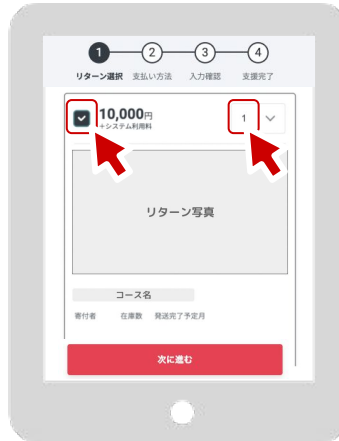 1 2 3 4
リターン選択 支払い方法 入力確認 支援完了
10,000円 1
+システム利用料
リターン写真
コース名
寄付者 在庫数 発送完了予定月
次に進む